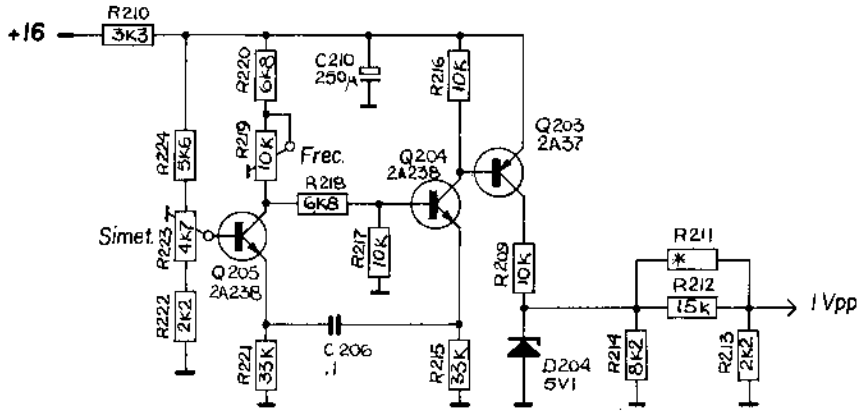 +16
R210
3K3
R220
6K8
C210
250µ
R216
10K
Q203
2A37
R224
5K6
R219
10K
Frec.
Q204
2A238
R218
6K8
R211
*
Simet.
R223
4K7
R217
10K
R209
10K
R212
15K
1 Vpp
Q205
2A238
R222
2K2
C206
.1
R221
33K
R215
33K
D204
5V1
R214
8K2
R213
2K2